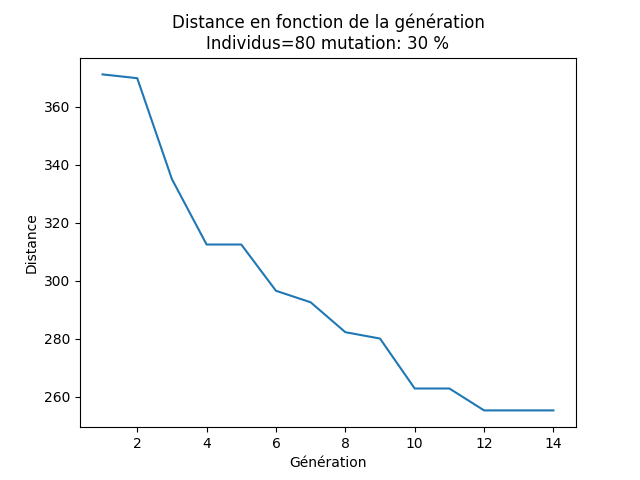 Distance en fonction de la génération
Individus=80 mutation: 30 %
360
340
320
300
280
260
Distance
2 4 6 8 10 12 14
Génération